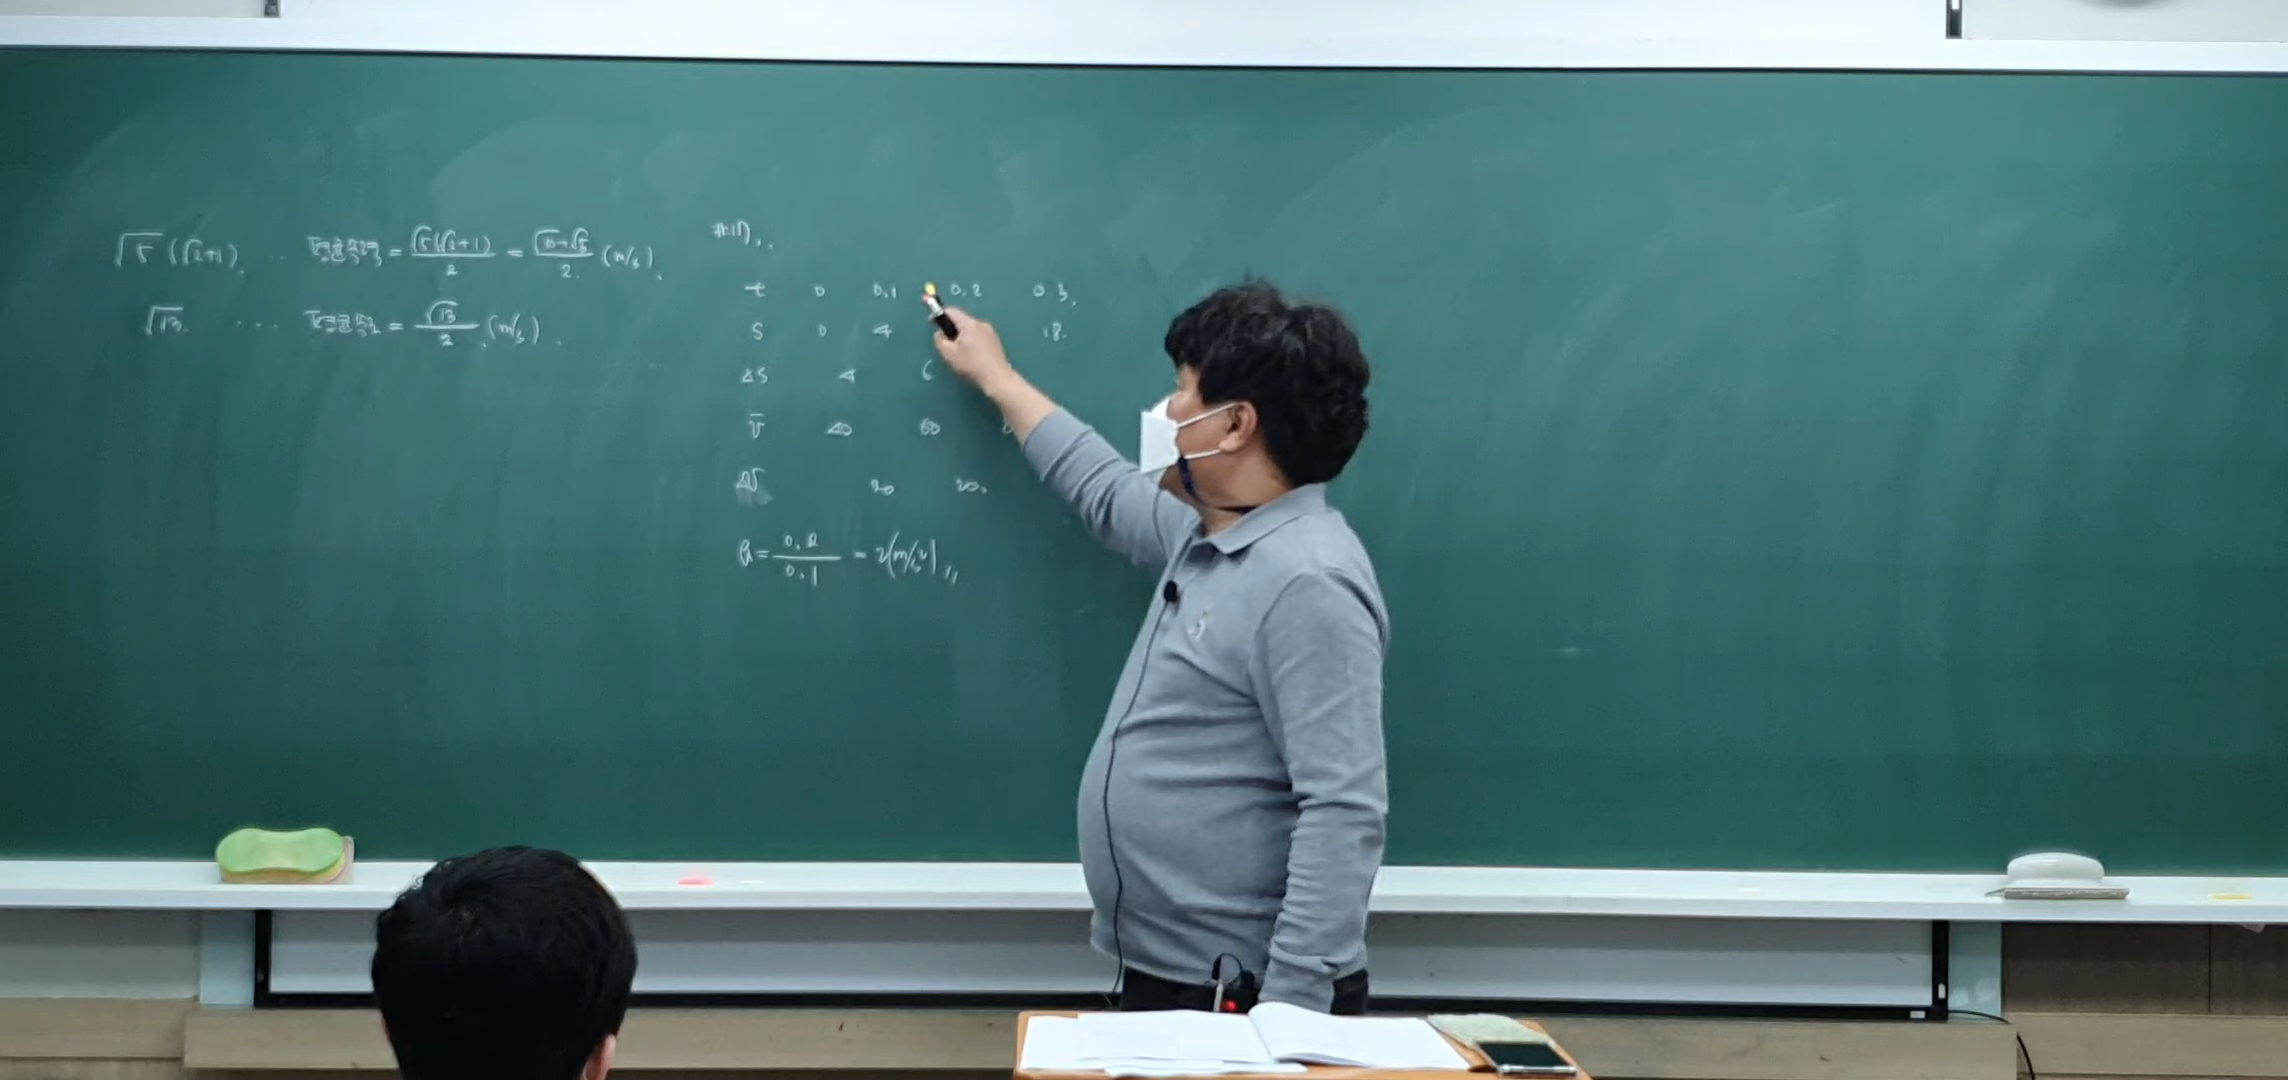 √5 (√2+1). ·· 평균속력 = √5(√2+1)/2 = √10+√5/2. (m/s).
√13. ··· 평균속력 = √13/2 (m/s).
t 0 0.1 0.2 0.3.
S 0 4 18.
ΔS 4 6
v̅ 40 60
Δv 20 20.
a = 0.2/0.1 = 2(m/s²)